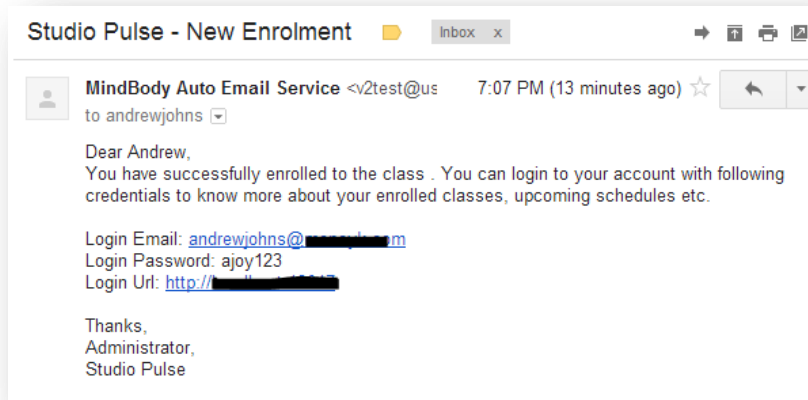 Studio Pulse - New Enrolment Inbox x
MindBody Auto Email Service <v2test@us 7:07 PM (13 minutes ago)
to andrewjohns
Dear Andrew,
You have successfully enrolled to the class . You can login to your account with following
credentials to know more about your enrolled classes, upcoming schedules etc.
Login Email: andrewjohns@
Login Password: ajoy123
Login Url: http://
Thanks,
Administrator,
Studio Pulse